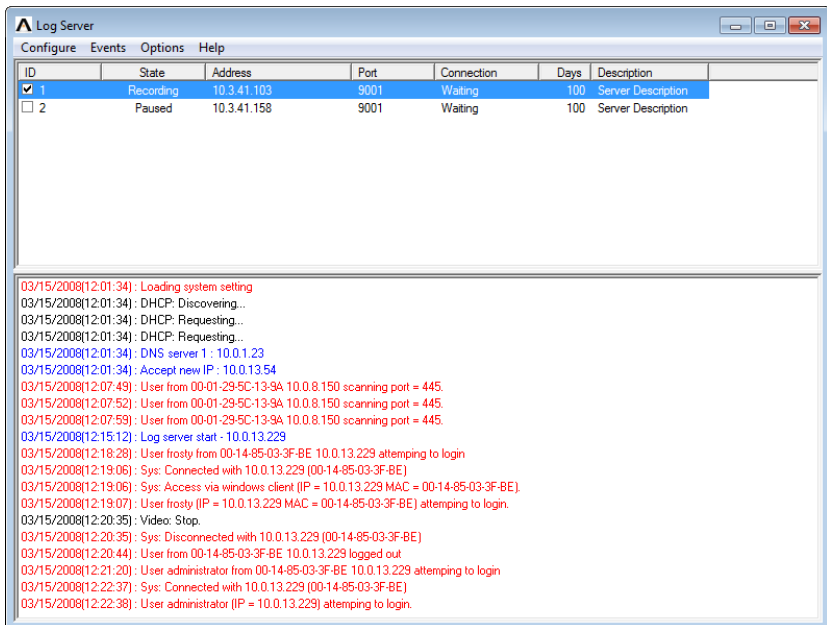 Log Server
Configure Events Options Help
ID State Address Port Connection Days Description
1 Recording 10.3.41.103 9001 Waiting 100 Server Description
2 Paused 10.3.41.158 9001 Waiting 100 Server Description
03/15/2008(12:01:34) : Loading system setting
03/15/2008(12:01:34) : DHCP: Discovering...
03/15/2008(12:01:34) : DHCP: Requesting...
03/15/2008(12:01:34) : DHCP: Requesting...
03/15/2008(12:01:34) : DNS server 1 : 10.0.1.23
03/15/2008(12:01:34) : Accept new IP : 10.0.13.54
03/15/2008(12:07:49) : User from 00-01-29-5C-13-9A 10.0.8.150 scanning port = 445.
03/15/2008(12:07:52) : User from 00-01-29-5C-13-9A 10.0.8.150 scanning port = 445.
03/15/2008(12:07:59) : User from 00-01-29-5C-13-9A 10.0.8.150 scanning port = 445.
03/15/2008(12:15:12) : Log server start - 10.0.13.229
03/15/2008(12:18:28) : User frosty from 00-14-85-03-3F-BE 10.0.13.229 attemping to login
03/15/2008(12:19:06) : Sys: Connected with 10.0.13.229 (00-14-85-03-3F-BE)
03/15/2008(12:19:06) : Sys: Access via windows client (IP = 10.0.13.229 MAC = 00-14-85-03-3F-BE).
03/15/2008(12:19:07) : User frosty (IP = 10.0.13.229 MAC = 00-14-85-03-3F-BE) attemping to login.
03/15/2008(12:20:35) : Video: Stop.
03/15/2008(12:20:35) : Sys: Disconnected with 10.0.13.229 (00-14-85-03-3F-BE)
03/15/2008(12:20:44) : User from 00-14-85-03-3F-BE 10.0.13.229 logged out
03/15/2008(12:21:20) : User administrator from 00-14-85-03-3F-BE 10.0.13.229 attemping to login
03/15/2008(12:22:37) : Sys: Connected with 10.0.13.229 (00-14-85-03-3F-BE)
03/15/2008(12:22:38) : User administrator (IP = 10.0.13.229) attemping to login.